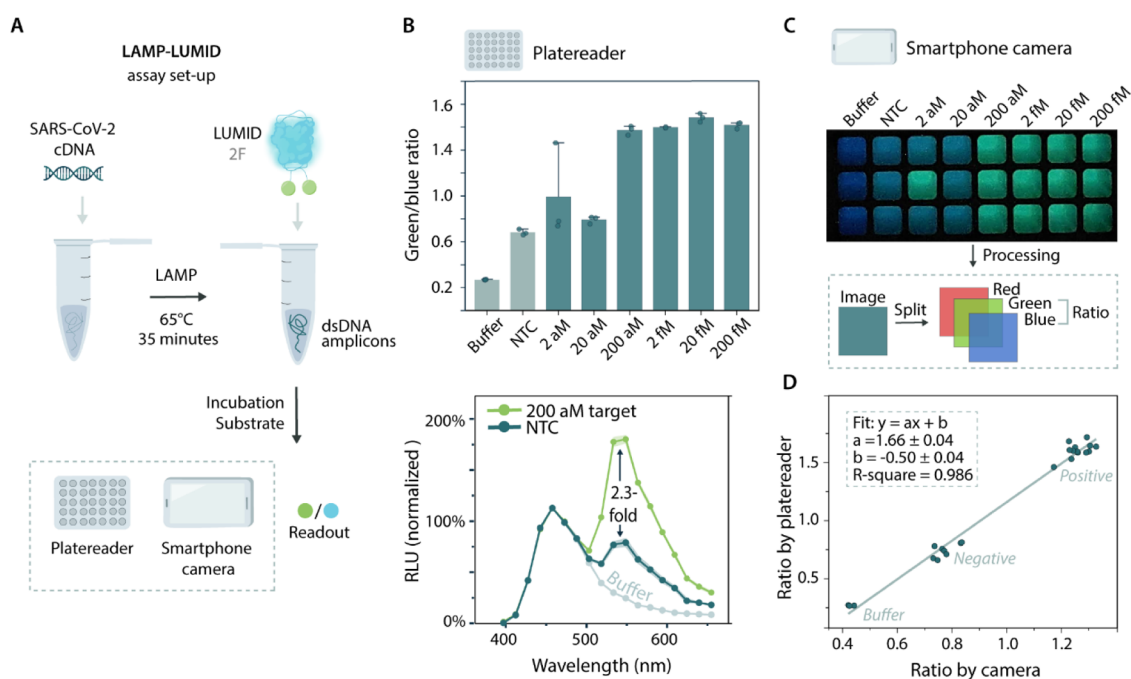 A
LAMP-LUMID
assay set-up
SARS-CoV-2
cDNA
LUMID
2F
LAMP
65°C
35 minutes
dsDNA
amplicons
Incubation
Substrate
Platereader
Smartphone
camera
Readout
B
Platereader
Green/blue ratio
1.6
1.4
1.0
0.6
0.2
Buffer
NTC
2 aM
20 aM
200 aM
2 fM
20 fM
200 fM
RLU (normalized)
200%
100%
0%
200 aM target
NTC
2.3-
fold
Buffer
400
500
600
Wavelength (nm)
C
Smartphone camera
Buffer
NTC
2 aM
20 aM
200 aM
2 fM
20 fM
200 fM
Processing
Image
Split
Red
Green
Blue
Ratio
D
Ratio by platereader
1.5
0.5
Fit: y = ax + b
a =1.66 ± 0.04
b = -0.50 ± 0.04
R-square = 0.986
Positive
Negative
Buffer
0.4
0.6
0.8
1.0
1.2
Ratio by camera